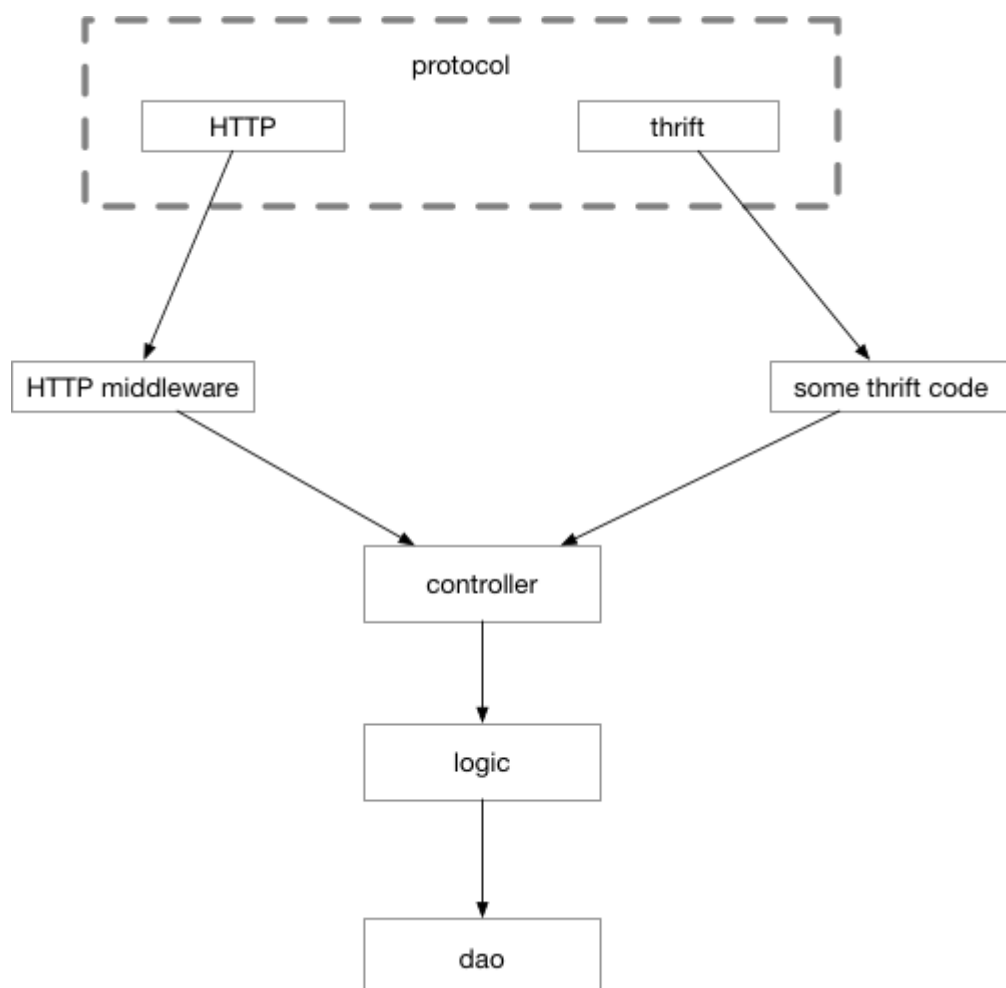 protocol
HTTP
thrift
HTTP middleware
some thrift code
controller
logic
dao